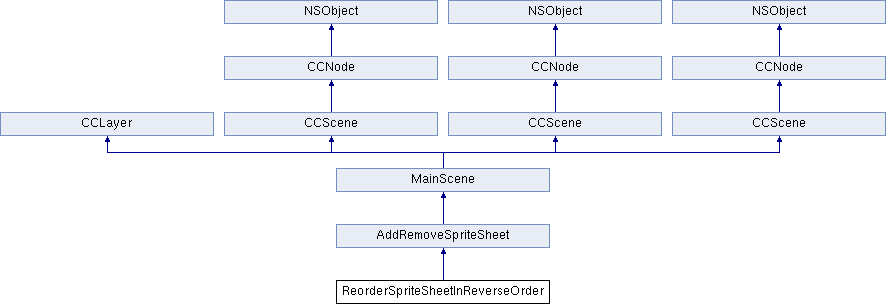 NSObject
NSObject
NSObject
CCNode
CCNode
CCNode
CCLayer
CCScene
CCScene
CCScene
MainScene
AddRemoveSpriteSheet
ReorderSpriteSheetInReverseOrder